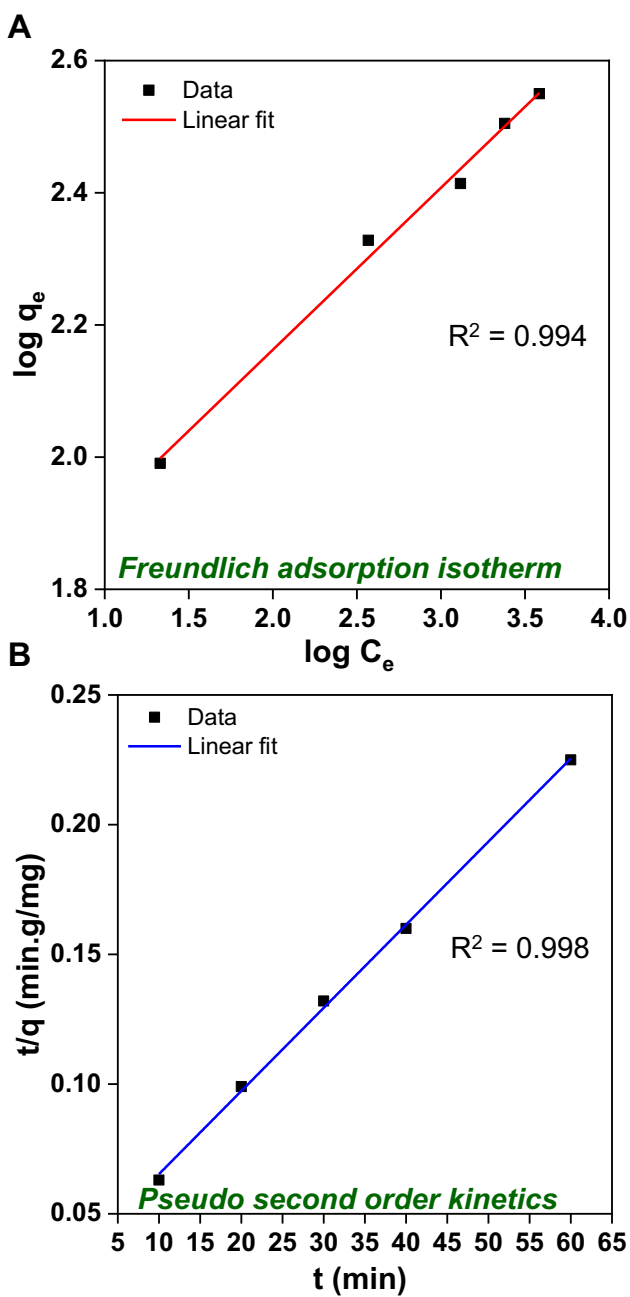 A
2.6
Data
Linear fit
2.4
log qₑ
2.2
R² = 0.994
2.0
Freundlich adsorption isotherm
1.8
1.0 1.5 2.0 2.5 3.0 3.5 4.0
log Cₑ
B
0.25
Data
Linear fit
0.20
t/q (min.g/mg)
R² = 0.998
0.15
0.10
Pseudo second order kinetics
0.05
5 10 15 20 25 30 35 40 45 50 55 60 65
t (min)